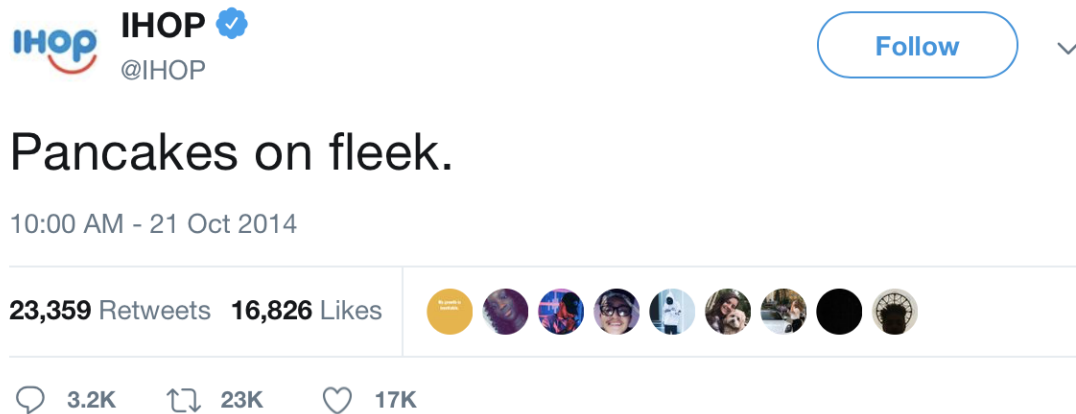 IHOP
IHOP
@IHOP
Follow
Pancakes on fleek.
10:00 AM - 21 Oct 2014
23,359 Retweets 16,826 Likes
3.2K 23K 17K